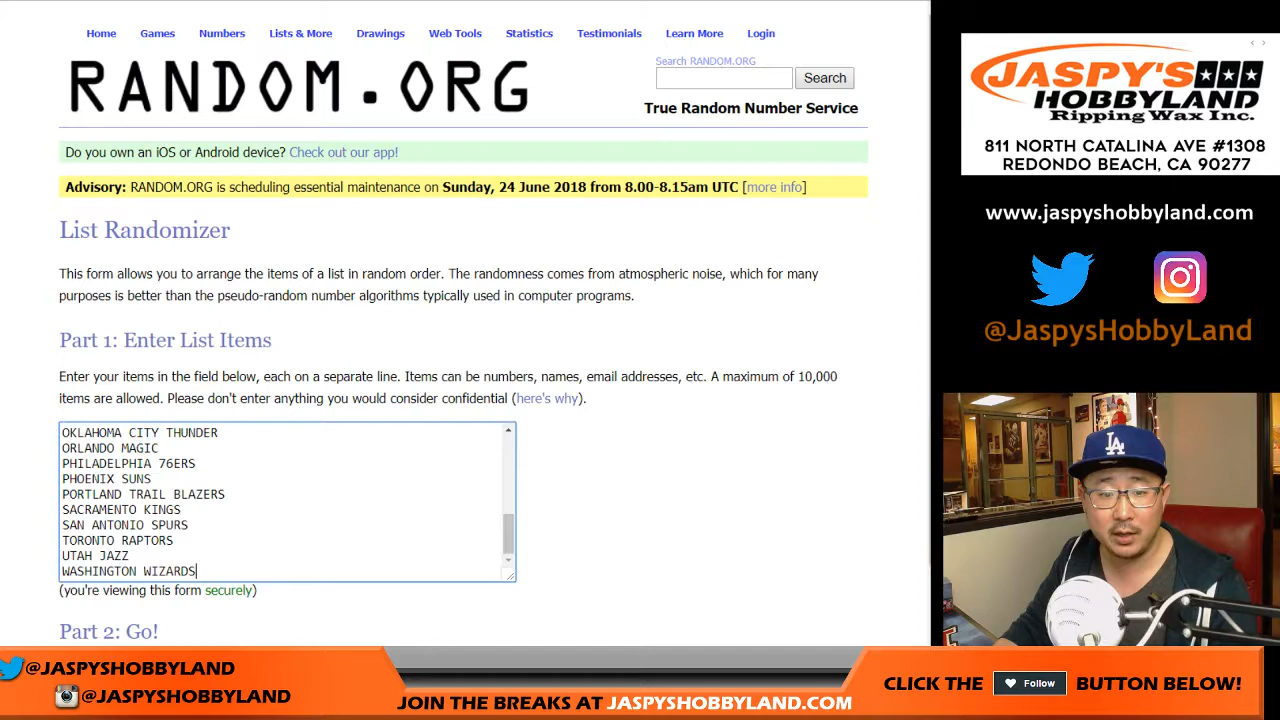 Home Games Numbers Lists & More Drawings Web Tools Statistics Testimonials Learn More Login
RANDOM.ORG
Search RANDOM.ORG
Search
True Random Number Service
Do you own an iOS or Android device? Check out our app!
Advisory: RANDOM.ORG is scheduling essential maintenance on Sunday, 24 June 2018 from 8.00-8.15am UTC [more info]
List Randomizer
This form allows you to arrange the items of a list in random order. The randomness comes from atmospheric noise, which for many
purposes is better than the pseudo-random number algorithms typically used in computer programs.
Part 1: Enter List Items
Enter your items in the field below, each on a separate line. Items can be numbers, names, email addresses, etc. A maximum of 10,000
items are allowed. Please don't enter anything you would consider confidential (here's why).
OKLAHOMA CITY THUNDER
ORLANDO MAGIC
PHILADELPHIA 76ERS
PHOENIX SUNS
PORTLAND TRAIL BLAZERS
SACRAMENTO KINGS
SAN ANTONIO SPURS
TORONTO RAPTORS
UTAH JAZZ
WASHINGTON WIZARDS
(you're viewing this form securely)
Part 2: Go!
JASPY'S
HOBBYLAND
Ripping Wax Inc.
811 NORTH CATALINA AVE #1308
REDONDO BEACH, CA 90277
www.jaspyshobbyland.com
@JaspysHobbyLand
LA
@JASPYSHOBBYLAND
@JASPYSHOBBYLAND
JOIN THE BREAKS AT JASPYSHOBBYLAND.COM
CLICK THE Follow BUTTON BELOW!